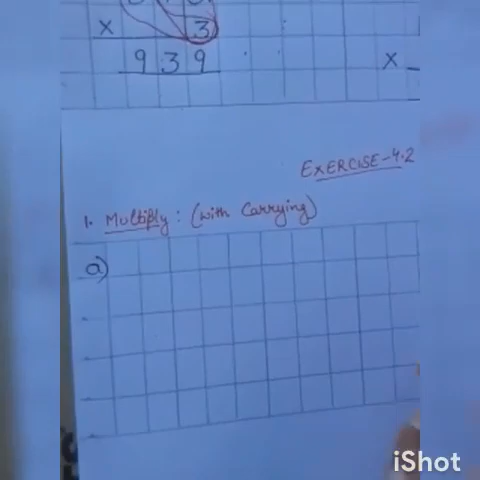 × 3
939
×
EXERCISE-4.2
1. Multiply: (with Carrying)
a)
iShot